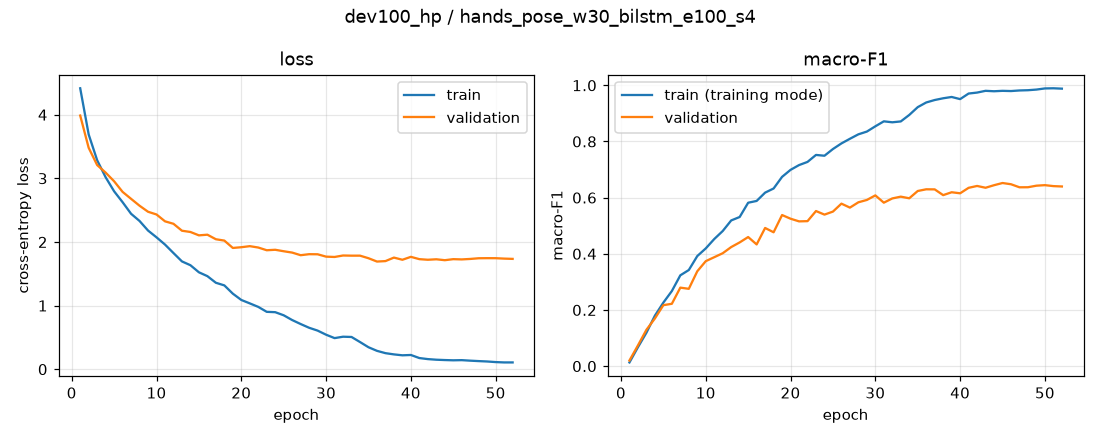 dev100_hp / hands_pose_w30_bilstm_e100_s4
loss
train
validation
cross-entropy loss
4
3
2
1
0
0 10 20 30 40 50
epoch
macro-F1
train (training mode)
validation
macro-F1
1.0
0.8
0.6
0.4
0.2
0.0
0 10 20 30 40 50
epoch